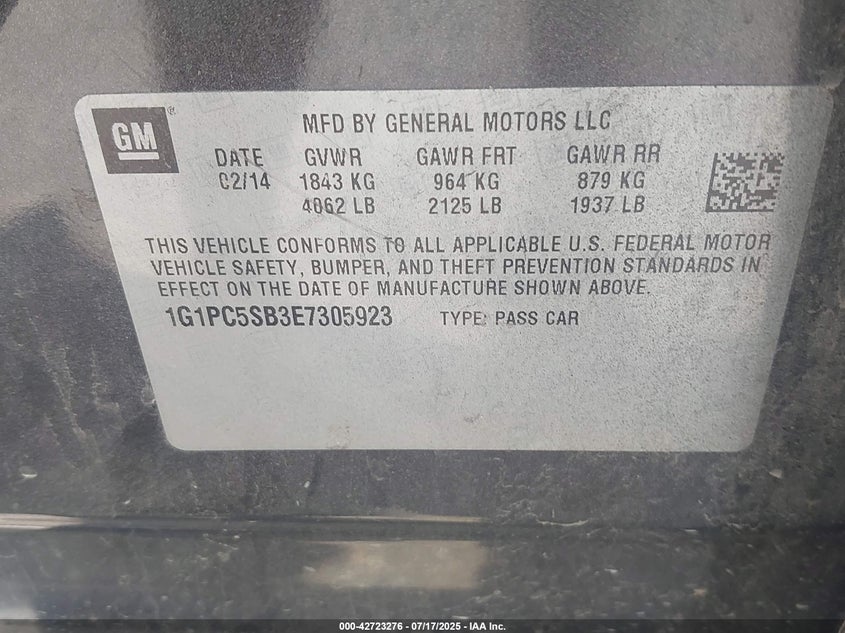 GM
MFD BY GENERAL MOTORS LLC
DATE GVWR GAWR FRT GAWR RR
02/14 1843 KG 964 KG 879 KG
4062 LB 2125 LB 1937 LB
THIS VEHICLE CONFORMS TO ALL APPLICABLE U.S. FEDERAL MOTOR
VEHICLE SAFETY, BUMPER, AND THEFT PREVENTION STANDARDS IN
EFFECT ON THE DATE OF MANUFACTURE SHOWN ABOVE.
1G1PC5SB3E7305923 TYPE: PASS CAR
000-42723276 - 07/17/2025 - IAA Inc.